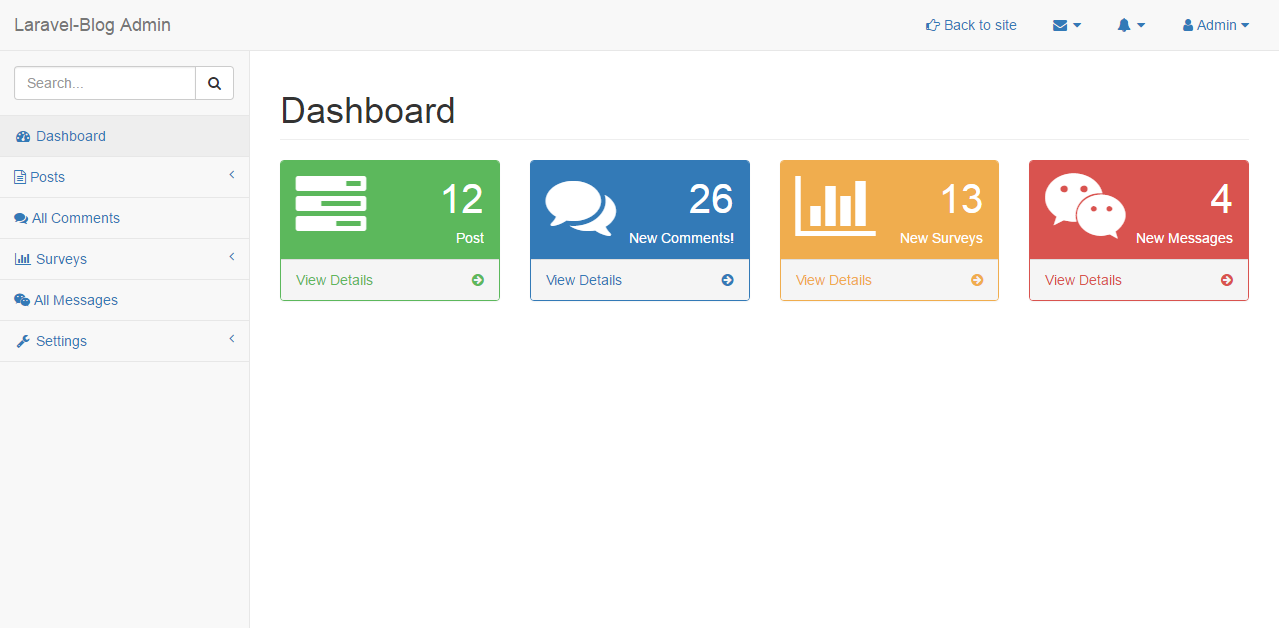 Laravel-Blog Admin
Back to site
Admin
Search...
Dashboard
Posts
All Comments
Surveys
All Messages
Settings
Dashboard
12
Post
View Details
26
New Comments!
View Details
13
New Surveys
View Details
4
New Messages
View Details